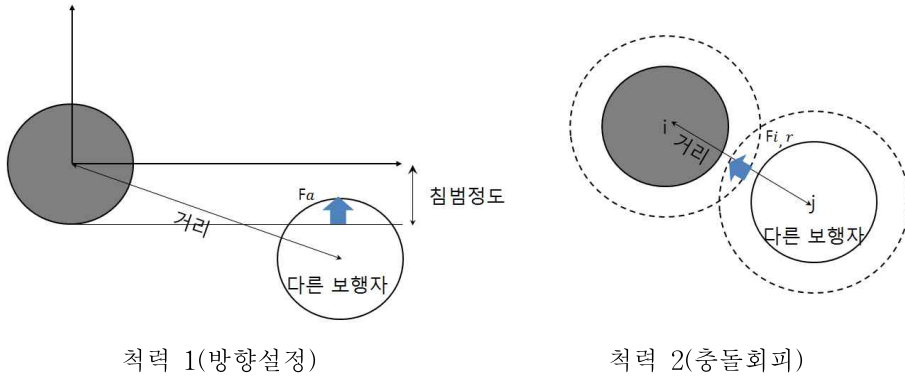 Fa
침범정도
거리
다른 보행자
척력 1(방향설정)
i
거리
Fi, r
j
다른 보행자
척력 2(충돌회피)